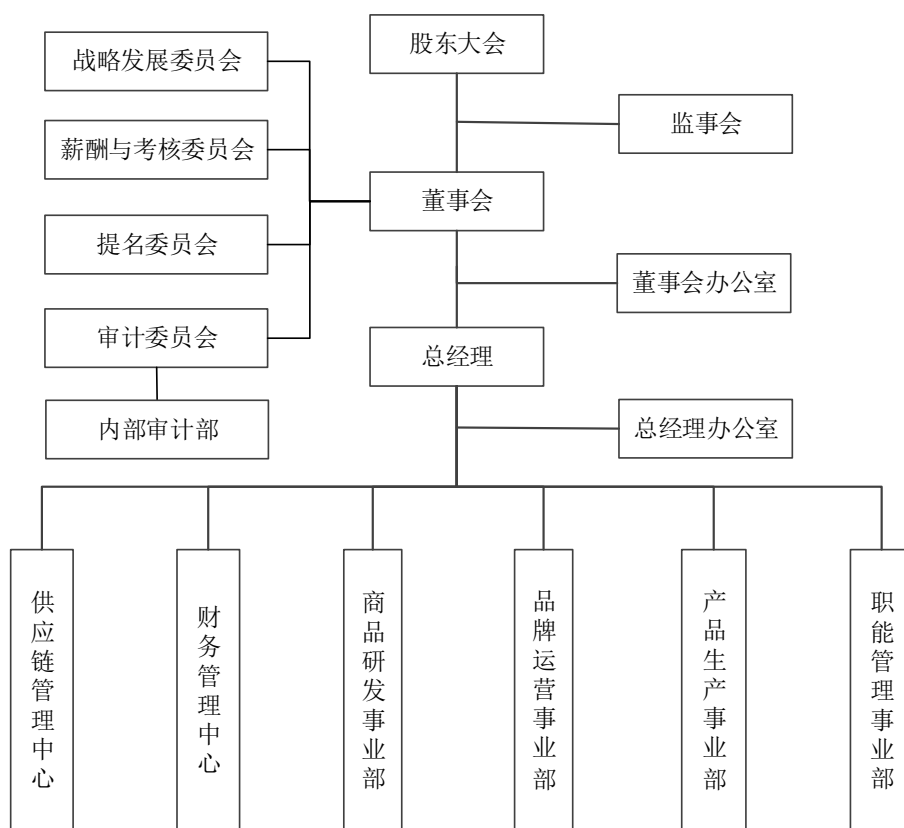 股东大会
战略发展委员会
监事会
薪酬与考核委员会
董事会
提名委员会
董事会办公室
审计委员会
总经理
内部审计部
总经理办公室
供应链管理中心
财务管理中心
商品研发事业部
品牌运营事业部
产品生产事业部
职能管理事业部